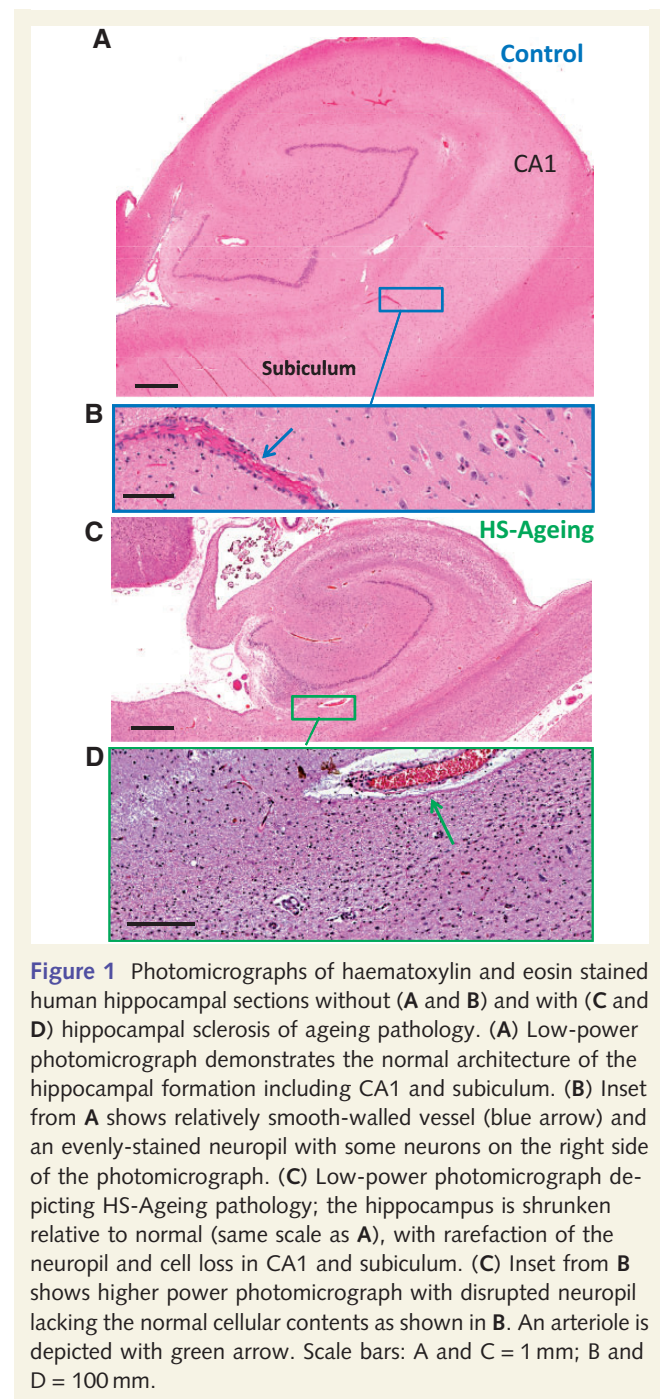 A
Control
CA1
Subiculum
B
C
HS-Ageing
D
Figure 1 Photomicrographs of haematoxylin and eosin stained
human hippocampal sections without (A and B) and with (C and
D) hippocampal sclerosis of ageing pathology. (A) Low-power
photomicrograph demonstrates the normal architecture of the
hippocampal formation including CA1 and subiculum. (B) Inset
from A shows relatively smooth-walled vessel (blue arrow) and
an evenly-stained neuropil with some neurons on the right side
of the photomicrograph. (C) Low-power photomicrograph de-
picting HS-Ageing pathology; the hippocampus is shrunken
relative to normal (same scale as A), with rarefaction of the
neuropil and cell loss in CA1 and subiculum. (C) Inset from B
shows higher power photomicrograph with disrupted neuropil
lacking the normal cellular contents as shown in B. An arteriole is
depicted with green arrow. Scale bars: A and C = 1 mm; B and
D = 100 mm.